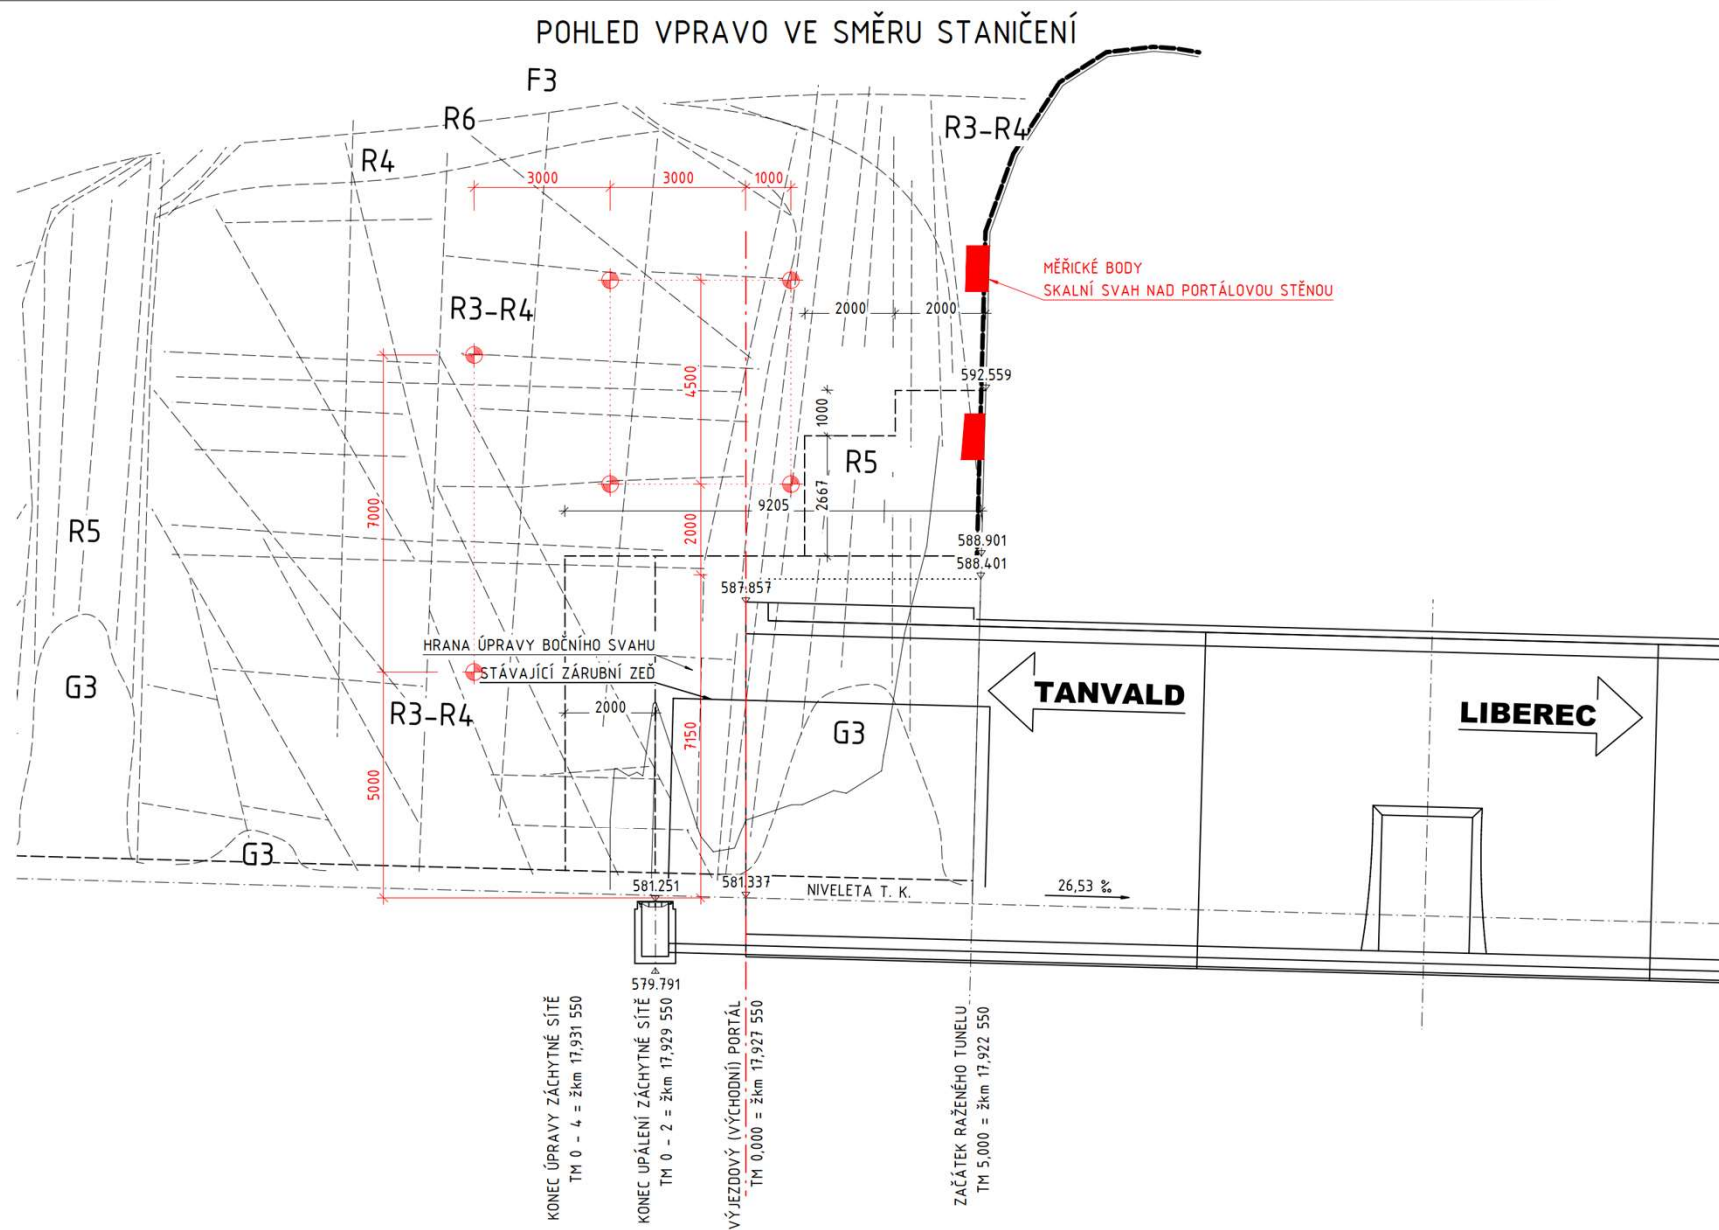 POHLED VPRAVO VE SMĚRU STANIČENÍ
F3
R6
R3-R4
R4
3000
3000
1000
MĚŘICKÉ BODY
SKALNÍ SVAH NAD PORTÁLOVOU STĚNOU
R3-R4
2000
2000
592.559
4500
1000
R5
7000
9205
2667
R5
2000
588.901
588.401
587.857
HRANA ÚPRAVY BOČNÍHO SVAHU
STÁVAJÍCÍ ZÁRUBNÍ ZEĎ
G3
TANVALD
LIBEREC
R3-R4
2000
G3
7150
5000
G3
581.251
581.337
NIVELETA T. K.
26,53 ‰
579.791
KONEC ÚPRAVY ZÁCHYTNÉ SÍTĚ
TM 0 - 4 = žkm 17,931 550
KONEC UPÁLENÍ ZÁCHYTNÉ SÍTĚ
TM 0 - 2 = žkm 17,929 550
VÝJEZDOVÝ (VÝCHODNÍ) PORTÁL
TM 0,000 = žkm 17,927 550
ZAČÁTEK RAŽENÉHO TUNELU
TM 5,000 = žkm 17,922 550